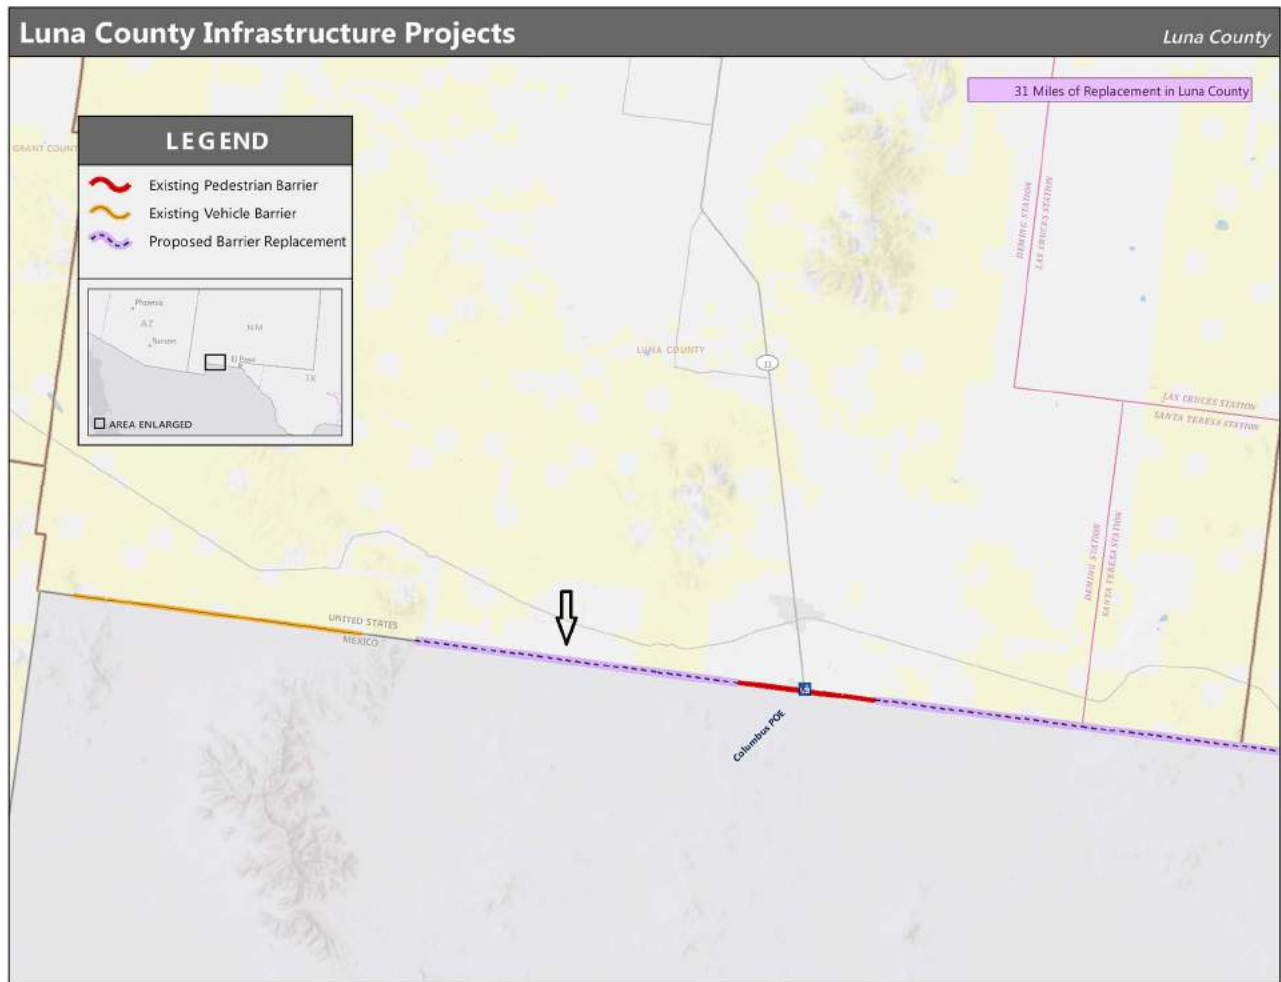 Luna County Infrastructure Projects
Luna County
31 Miles of Replacement in Luna County
GRANT COUNT
LEGEND
Existing Pedestrian Barrier
Existing Vehicle Barrier
Proposed Barrier Replacement
Phoenix
AZ
Tucson
NM
El Paso
TX
AREA ENLARGED
DEMING STATION
LAS CRUCES STATION
LUNA COUNTY
11
LAS CRUCES STATION
SANTA TERESA STATION
DEMING STATION
SANTA TERESA STATION
UNITED STATES
MEXICO
Columbus POE